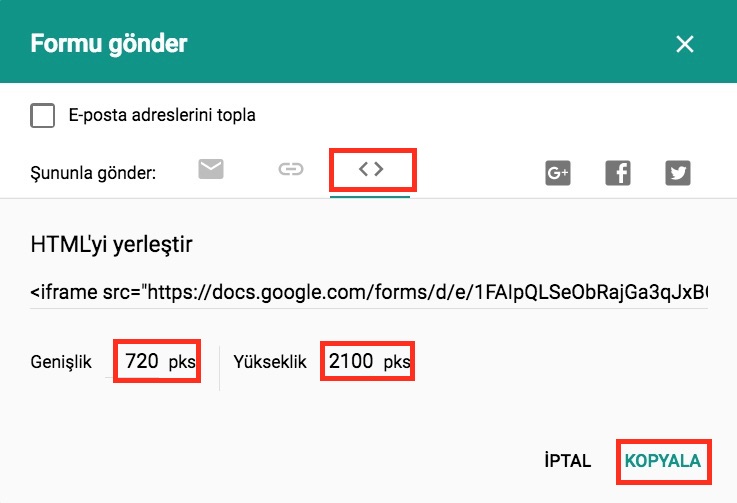 Formu gönder
E-posta adreslerini topla
Şununla gönder:
G+
HTML'yi yerleştir
<iframe src="https://docs.google.com/forms/d/e/1FAIpQLSeObRajGa3qJxB
Genişlik 720 pks Yükseklik 2100 pks
İPTAL KOPYALA